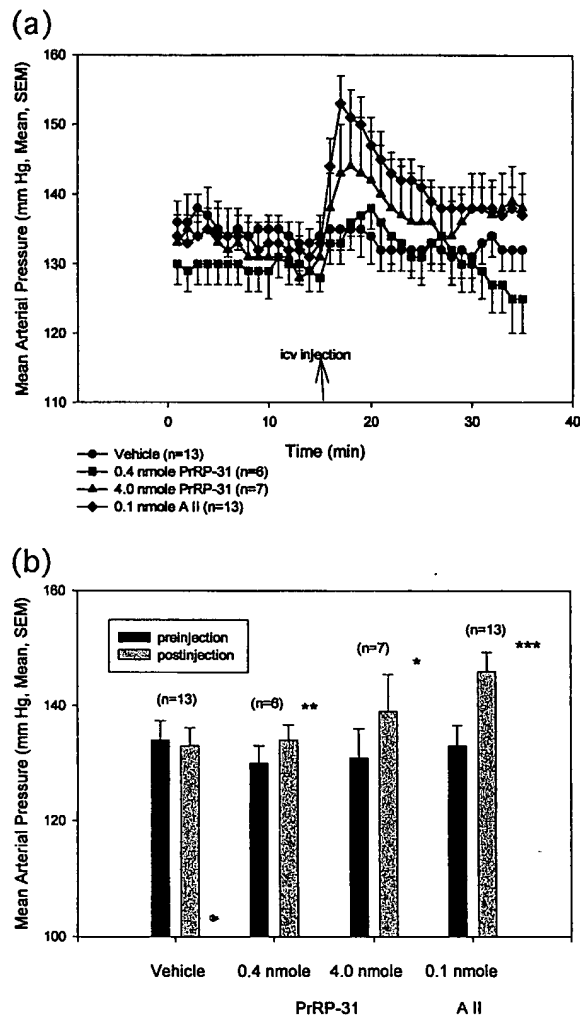 (a)
160
150
140
130
120
110
Mean Arterial Pressure (mm Hg, Mean, SEM)
icv injection
0 10 20 30 40
Time (min)
Vehicle (n=13)
0.4 nmole PrRP-31 (n=6)
4.0 nmole PrRP-31 (n=7)
0.1 nmole A II (n=13)
(b)
160
140
120
100
Mean Arterial Pressure (mm Hg, Mean, SEM)
preinjection
postinjection
(n=13) (n=6) ** (n=7) * (n=13) ***
Vehicle 0.4 nmole 4.0 nmole 0.1 nmole
PrRP-31 A II